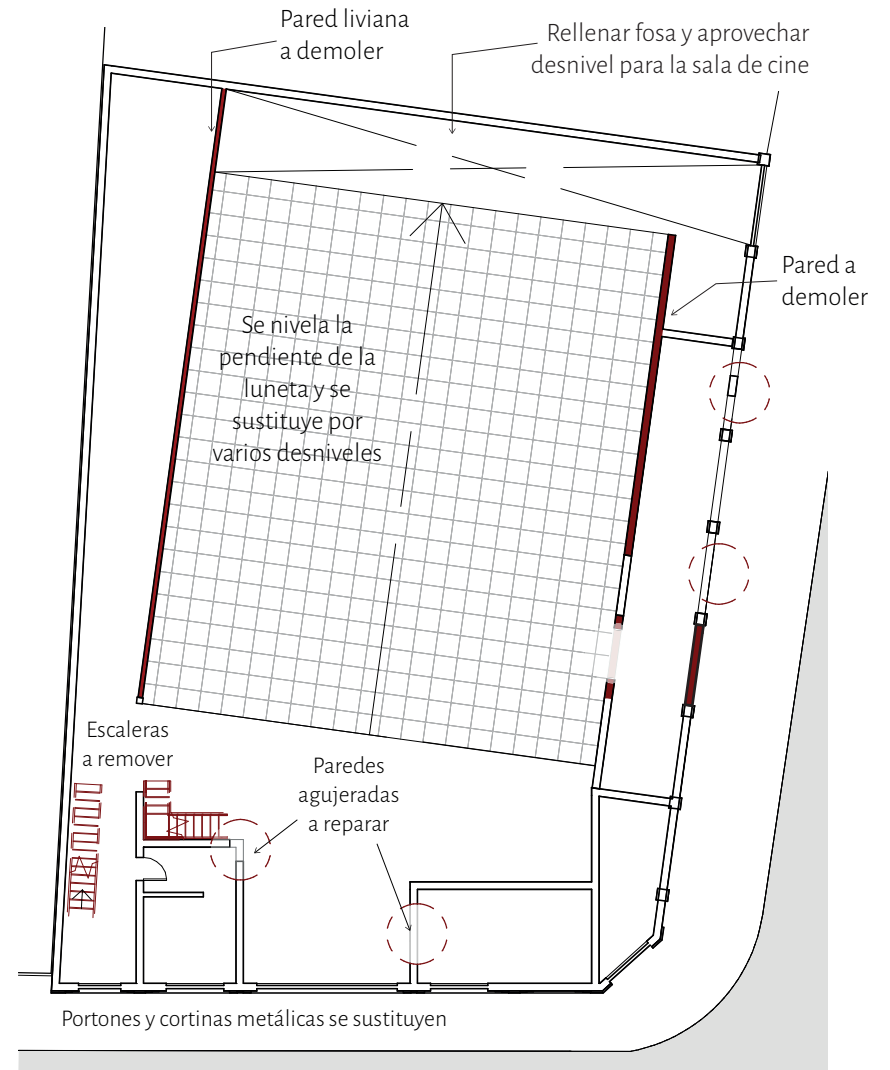 Pared liviana
a demoler
Rellenar fosa y aprovechar
desnivel para la sala de cine
Pared a
demoler
Se nivela la
pendiente de la
luneta y se
sustituye por
varios desniveles
Escaleras
a remover
Paredes
agujeradas
a reparar
Portones y cortinas metálicas se sustituyen